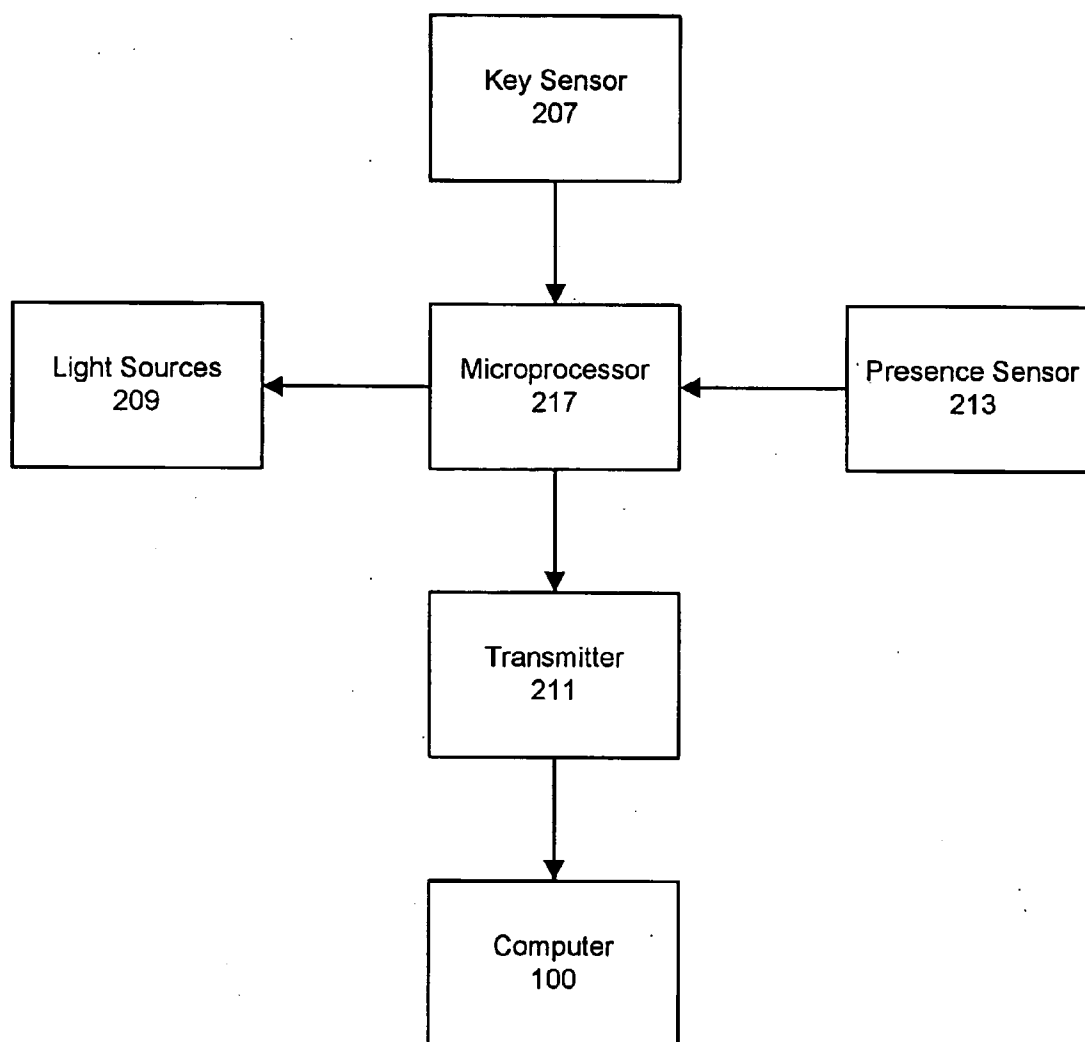 Key Sensor
207
Light Sources
209
Microprocessor
217
Presence Sensor
213
Transmitter
211
Computer
100